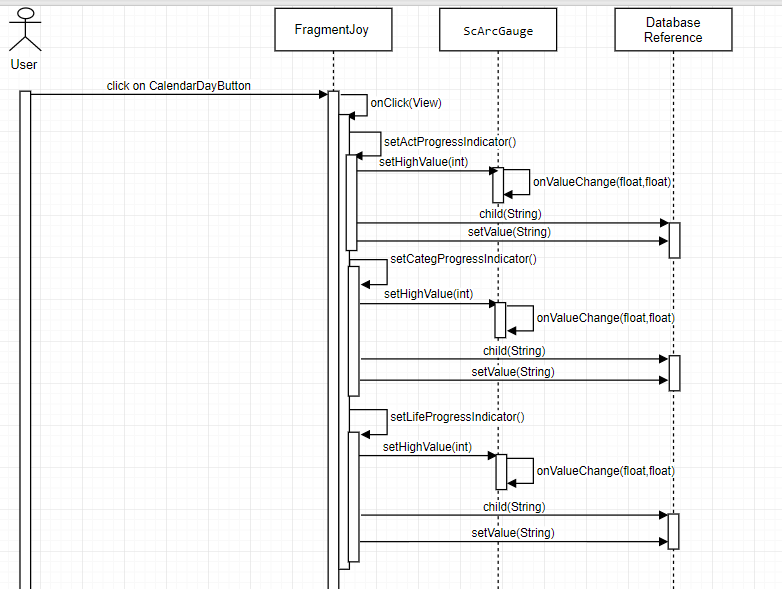 FragmentJoy
ScArcGauge
Database
Reference
User
click on CalendarDayButton
onClick(View)
setActProgressIndicator()
setHighValue(int)
onValueChange(float,float)
child(String)
setValue(String)
setCategProgressIndicator()
setHighValue(int)
onValueChange(float,float)
child(String)
setValue(String)
setLifeProgressIndicator()
setHighValue(int)
onValueChange(float,float)
child(String)
setValue(String)